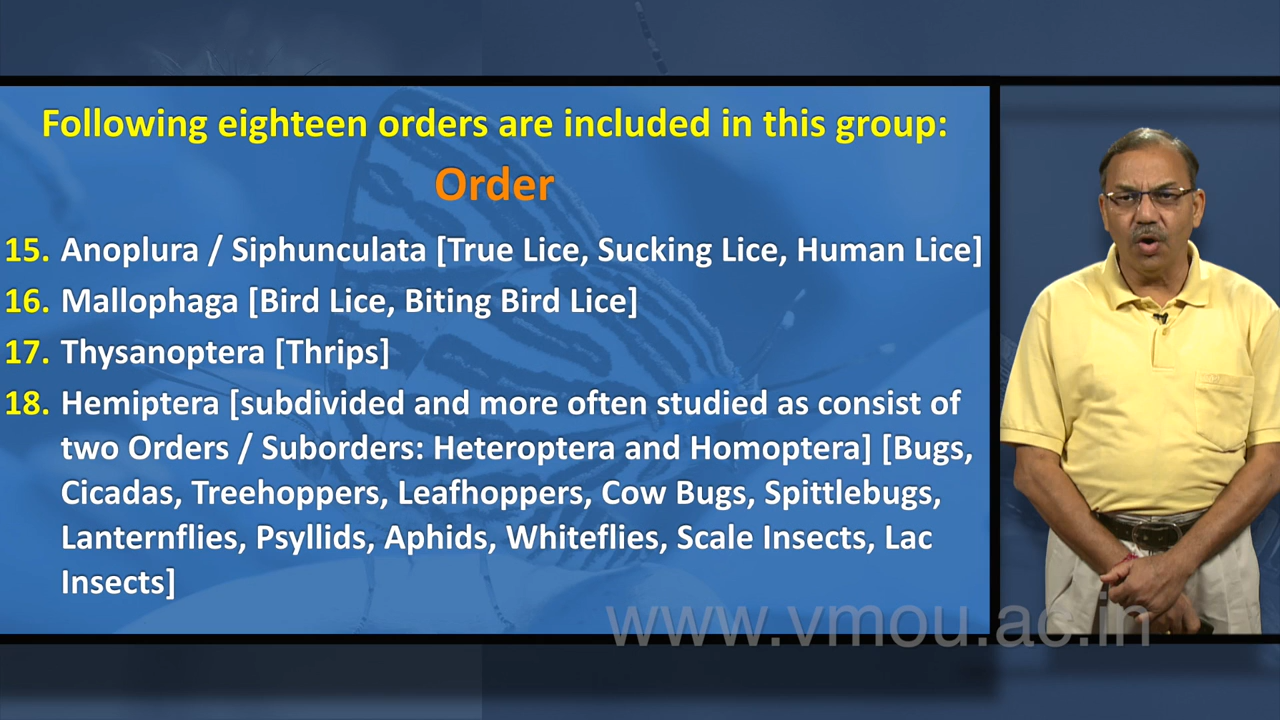 Following eighteen orders are included in this group:
Order
15. Anoplura / Siphunculata [True Lice, Sucking Lice, Human Lice]
16. Mallophaga [Bird Lice, Biting Bird Lice]
17. Thysanoptera [Thrips]
18. Hemiptera [subdivided and more often studied as consist of
two Orders / Suborders: Heteroptera and Homoptera] [Bugs,
Cicadas, Treehoppers, Leafhoppers, Cow Bugs, Spittlebugs,
Lanternflies, Psyllids, Aphids, Whiteflies, Scale Insects, Lac
Insects]
www.vmou.ac.in